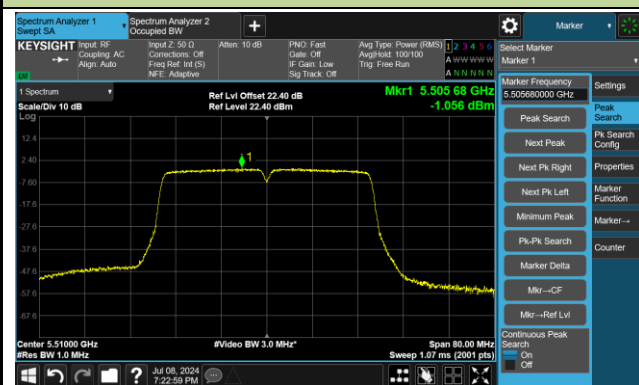 Spectrum Analyzer 1
Swept SA
Spectrum Analyzer 2
Occupied BW
Marker
KEYSIGHT
Input: RF
Coupling: AC
Align: Auto
Input Z: 50 Ω
Corrections: Off
Freq Ref: Int (S)
NFE: Adaptive
Atten: 10 dB
PNO: Fast
Gate: Off
IF Gain: Low
Sig Track: Off
Avg Type: Power (RMS)
Avg|Hold: 100/100
Trig: Free Run
1 2 3 4 5 6
A W W W W W
A N N N N N
LVI
Select Marker
Marker 1
1 Spectrum
Scale/Div 10 dB
Log
Ref Lvl Offset 22.40 dB
Ref Level 22.40 dBm
Mkr1 5.505 68 GHz
-1.056 dBm
12.4
2.40
-7.60
-17.6
-27.6
-37.6
-47.6
-57.6
-67.6
1
Center 5.51000 GHz
#Res BW 1.0 MHz
#Video BW 3.0 MHz*
Span 80.00 MHz
Sweep 1.07 ms (2001 pts)
Marker Frequency
5.505680000 GHz
Peak Search
Next Peak
Next Pk Right
Next Pk Left
Minimum Peak
Pk-Pk Search
Marker Delta
Mkr→CF
Mkr→Ref Lvl
Continuous Peak
Search
On
Off
Settings
Peak
Search
Pk Search
Config
Properties
Marker
Function
Marker→
Counter
Jul 08, 2024
7:22:59 PM